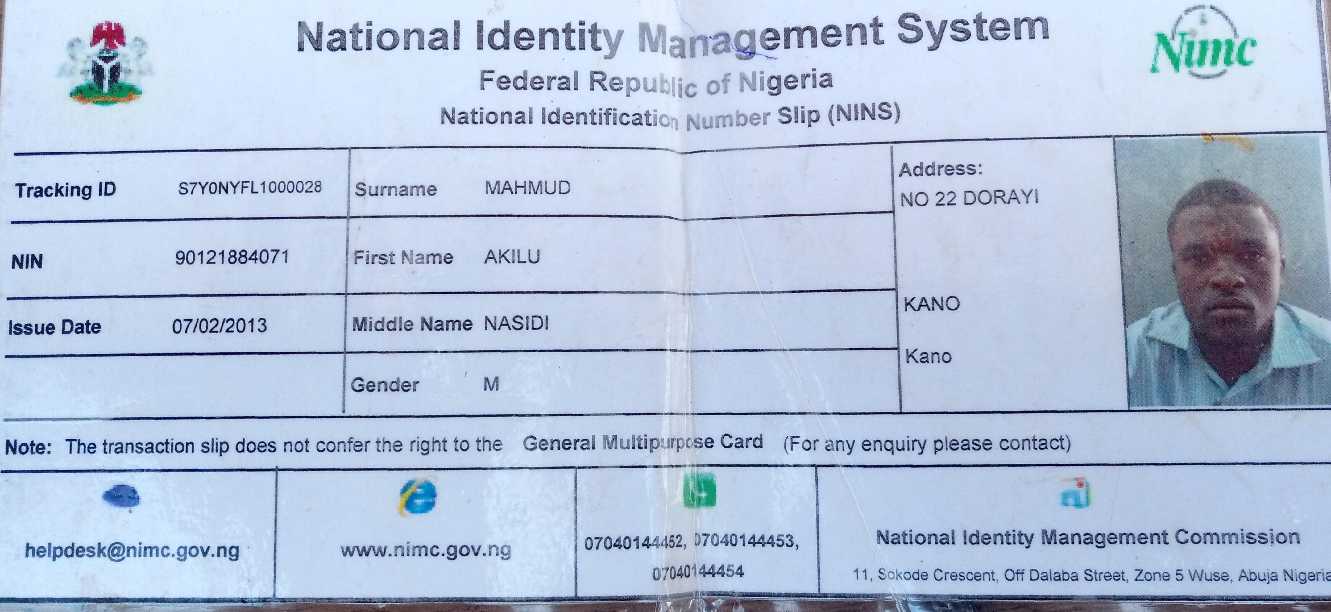 National Identity Management System
Federal Republic of Nigeria
National Identification Number Slip (NINS)
Nimc
Tracking ID S7Y0NYFL1000028 Surname MAHMUD
NIN 90121884071 First Name AKILU
Issue Date 07/02/2013 Middle Name NASIDI
Gender M
Address:
NO 22 DORAYI
KANO
Kano
Note: The transaction slip does not confer the right to the General Multipurpose Card (For any enquiry please contact)
helpdesk@nimc.gov.ng
www.nimc.gov.ng
07040144452, 07040144453,
07040144454
National Identity Management Commission
11, Sokode Crescent, Off Dalaba Street, Zone 5 Wuse, Abuja Nigeria